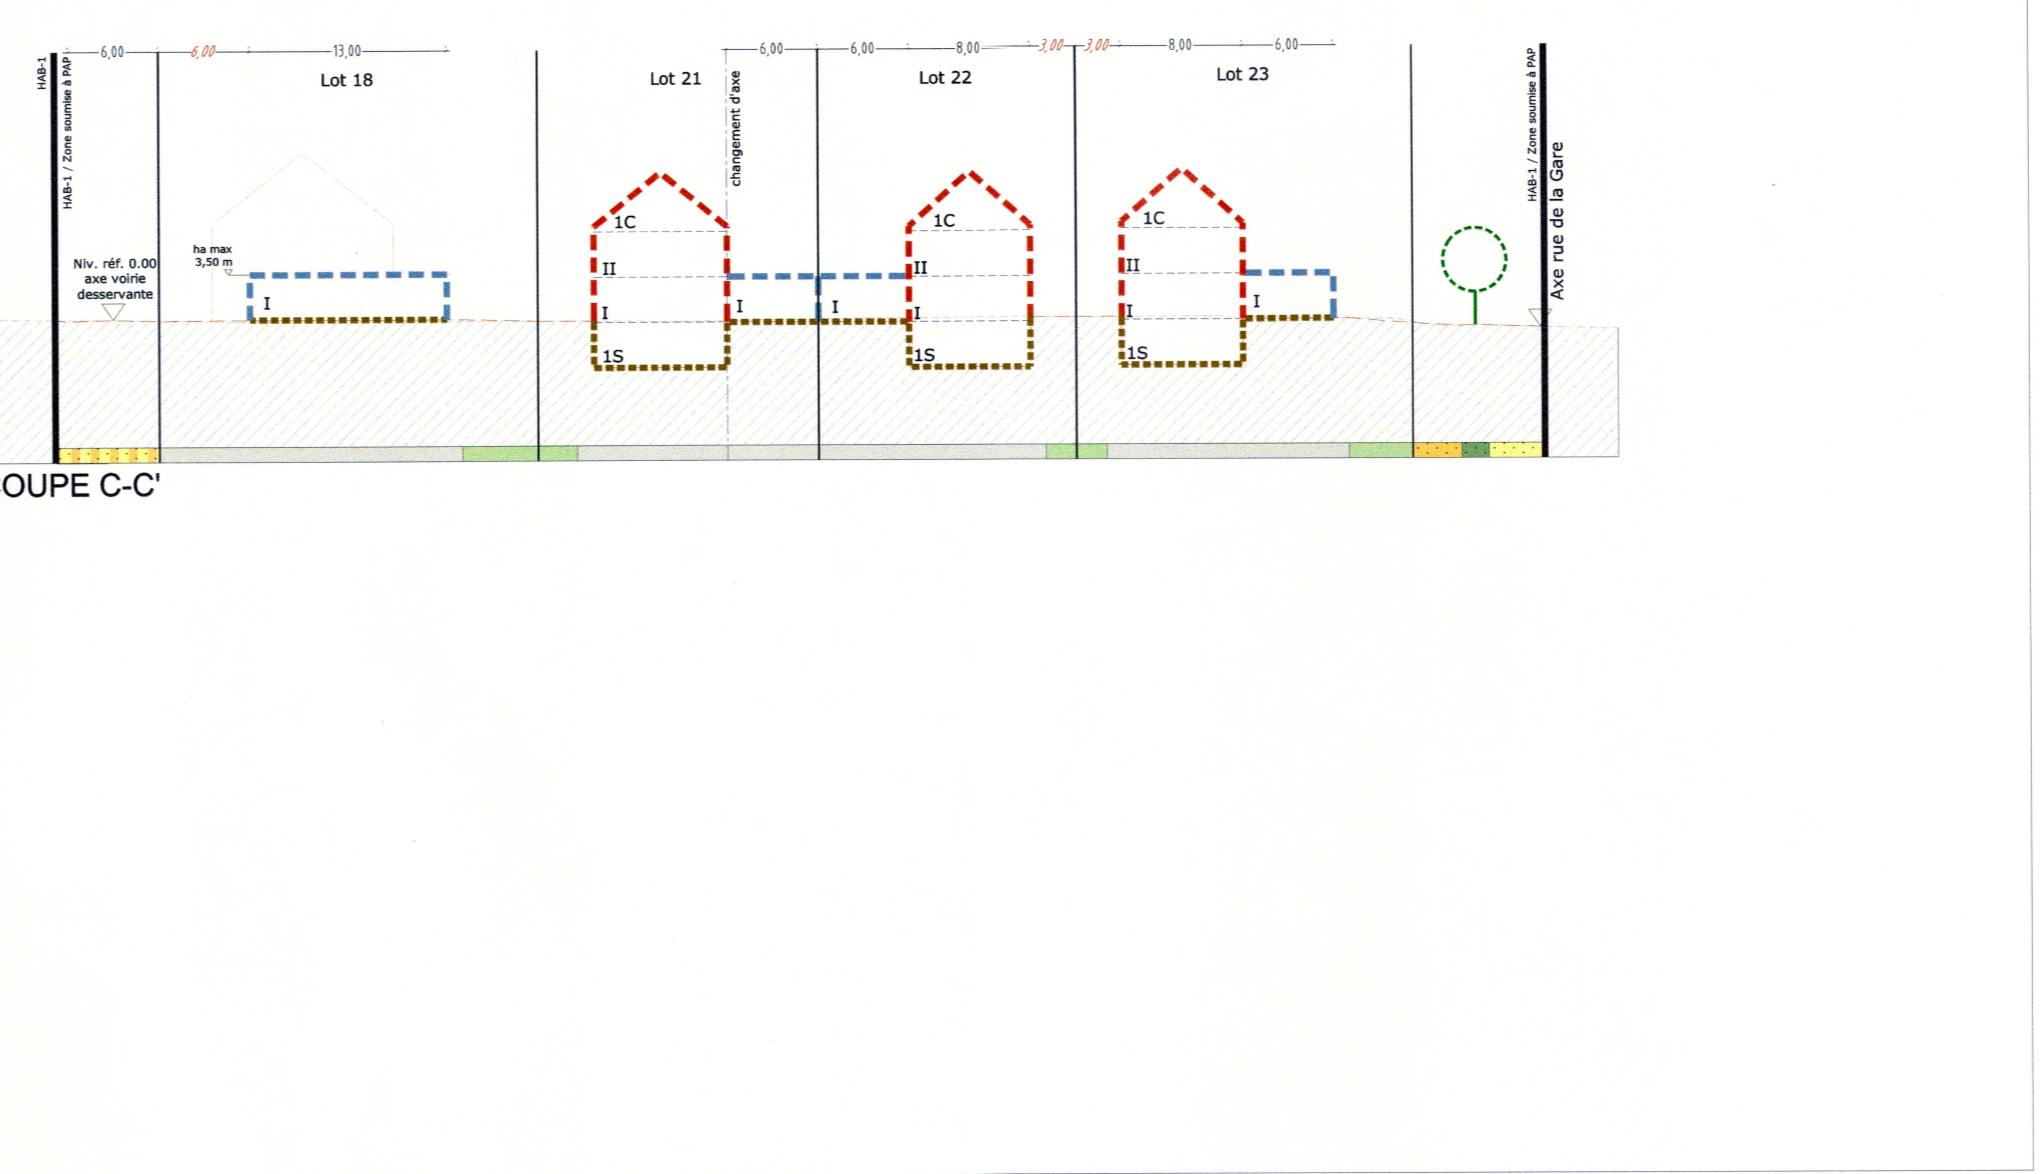 HAB-1
HAB-1 / Zone soumise à PAP
6,00
6,00
13,00
6,00
6,00
8,00
3,00
3,00
8,00
6,00
Lot 18
Lot 21
changement d'axe
Lot 22
Lot 23
HAB-1 / Zone soumise à PAP
Axe rue de la Gare
Niv. réf. 0.00
axe voirie
desservante
ha max
3,50 m
I
1C
II
I
1S
I
I
1C
II
I
1S
1C
II
I
1S
I
OUPE C-C'